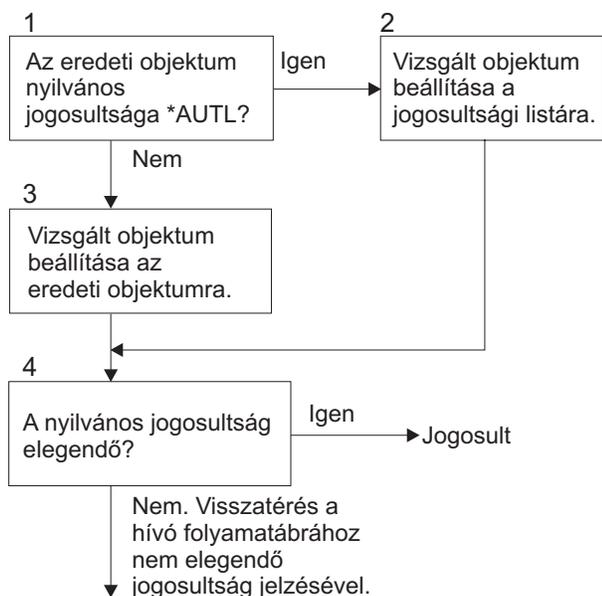 1
Az eredeti objektum
nyilvános
jogosultsága *AUTL?
Igen
2
Vizsgált objektum
beállítása a
jogosultsági listára.
Nem
3
Vizsgált objektum
beállítása az
eredeti objektumra.
4
A nyilvános jogosultság
elegendő?
Igen
Jogosult
Nem. Visszatérés a
hívó folyamatábrához
nem elegendő
jogosultság jelzésével.